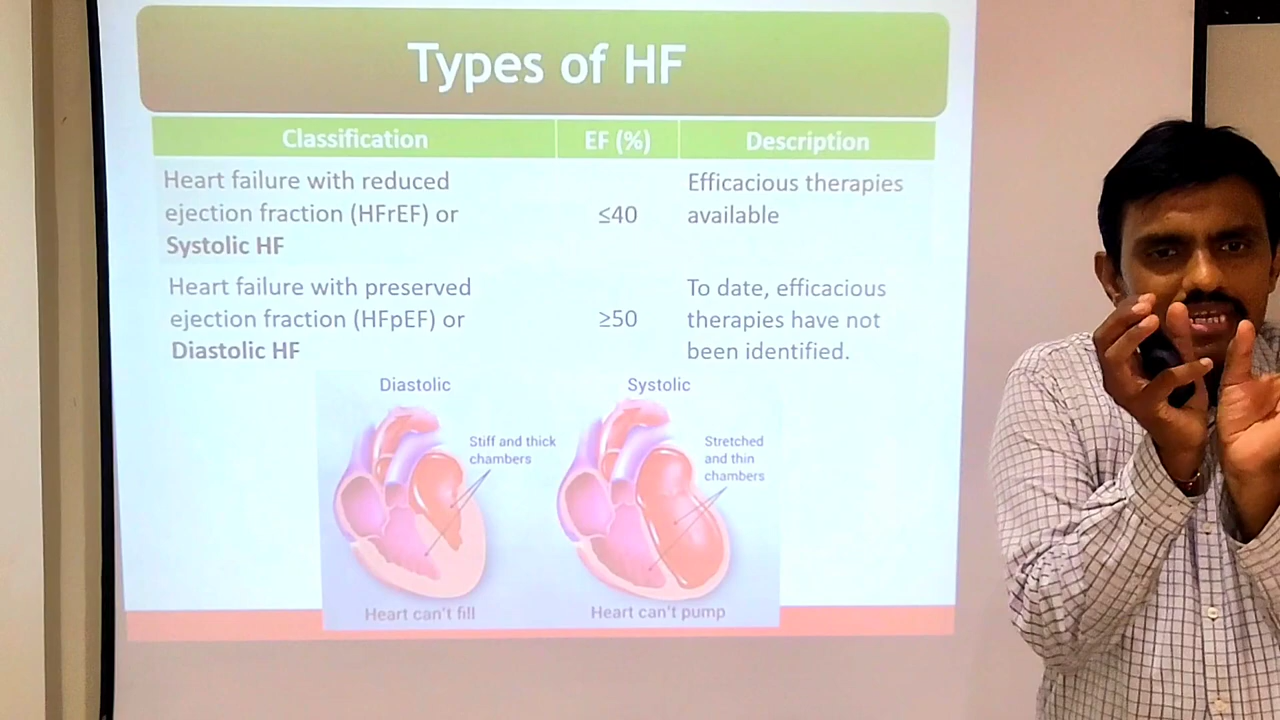 Types of HF
Classification EF (%) Description
Heart failure with reduced
ejection fraction (HFrEF) or
Systolic HF
≤40
Efficacious therapies
available
Heart failure with preserved
ejection fraction (HFpEF) or
Diastolic HF
≥50
To date, efficacious
therapies have not
been identified.
Diastolic
Stiff and thick
chambers
Heart can't fill
Systolic
Stretched
and thin
chambers
Heart can't pump